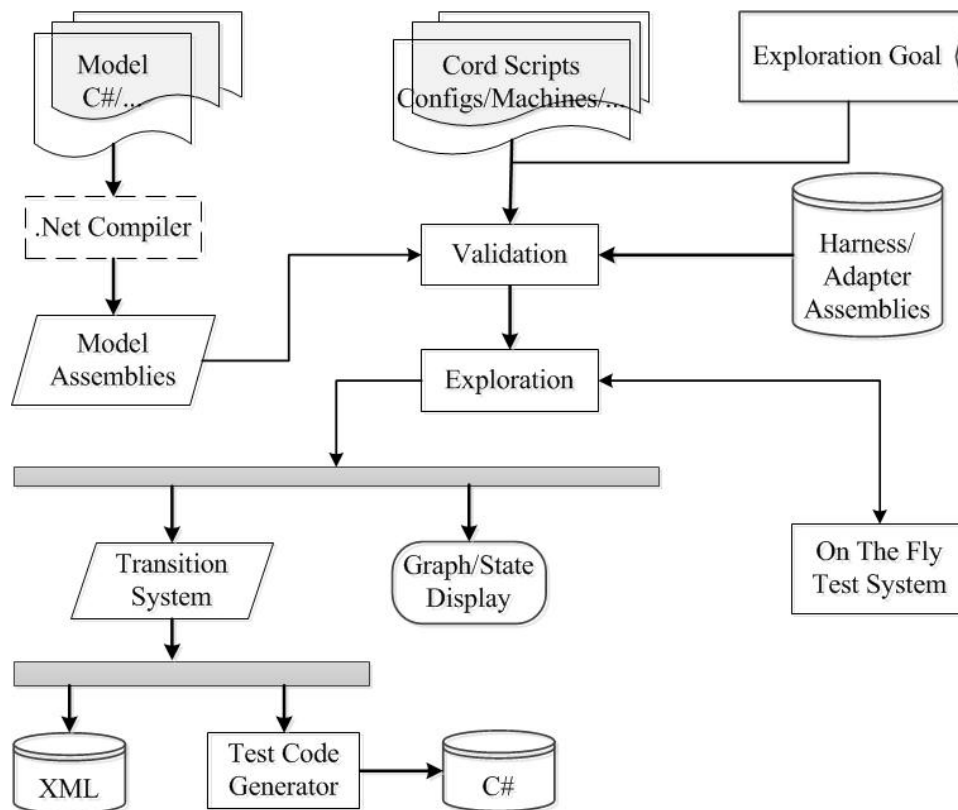 Model
C#/...
Cord Scripts
Configs/Machines/...
Exploration Goal
.Net Compiler
Validation
Harness/
Adapter
Assemblies
Model
Assemblies
Exploration
Transition
System
Graph/State
Display
On The Fly
Test System
XML
Test Code
Generator
C#